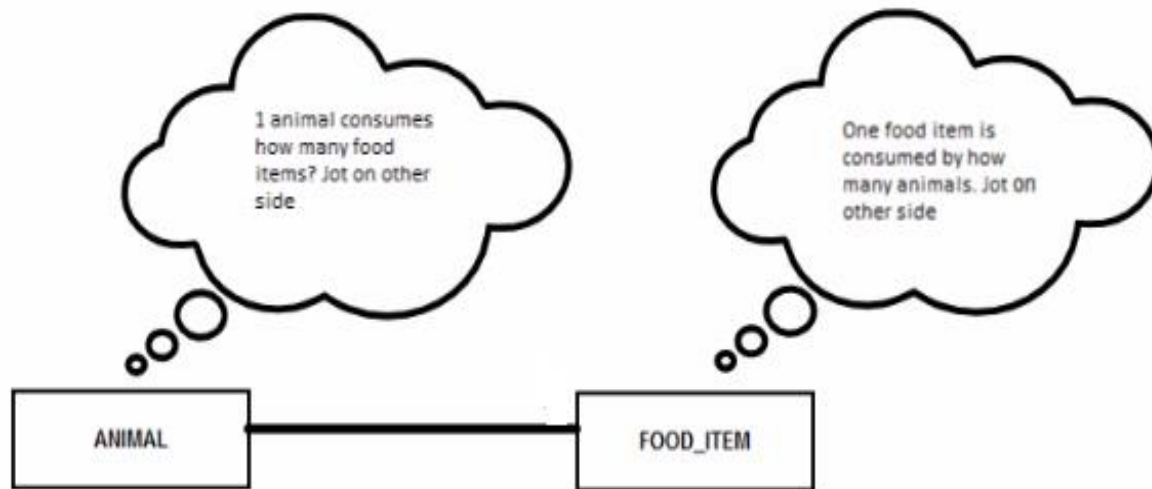 1 animal consumes
how many food
items? Jot on other
side
One food item is
consumed by how
many animals. Jot on
other side
ANIMAL
FOOD_ITEM